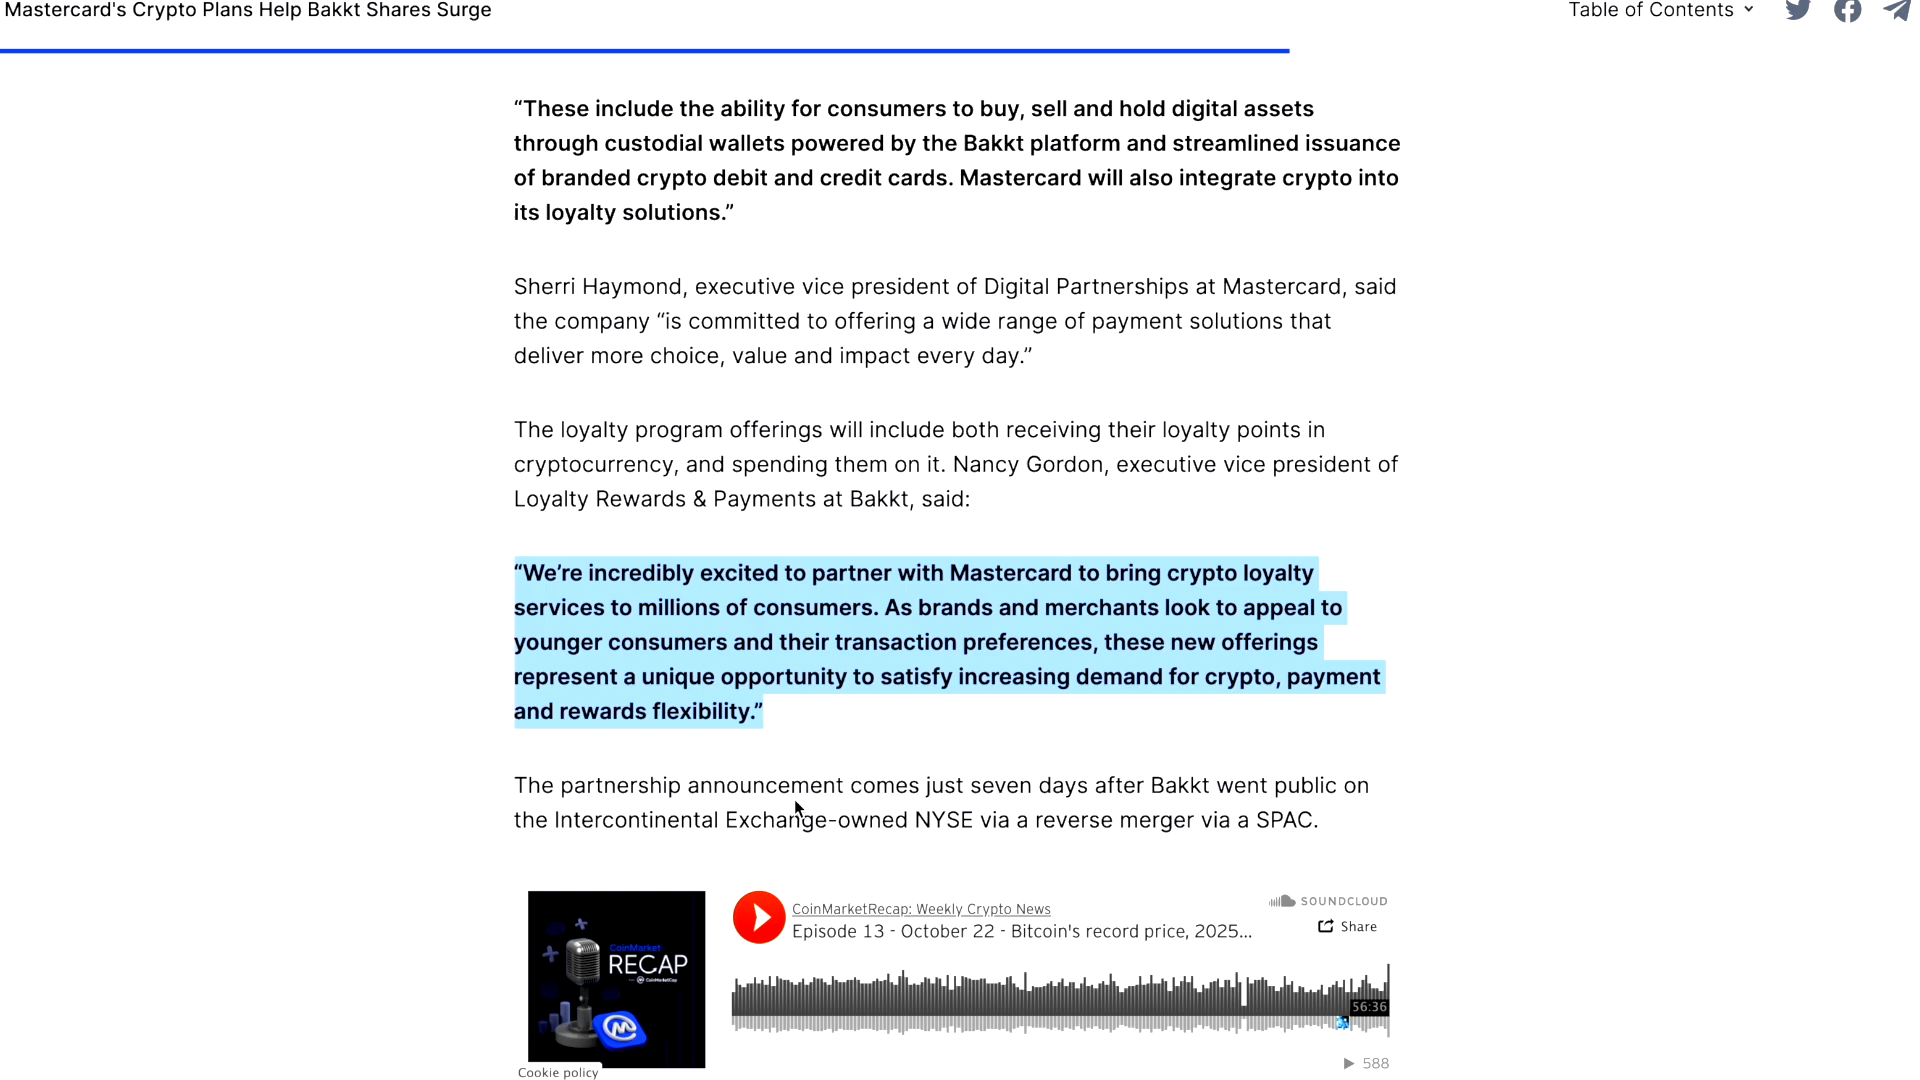 Mastercard's Crypto Plans Help Bakkt Shares Surge
Table of Contents
“These include the ability for consumers to buy, sell and hold digital assets
through custodial wallets powered by the Bakkt platform and streamlined issuance
of branded crypto debit and credit cards. Mastercard will also integrate crypto into
its loyalty solutions.”
Sherri Haymond, executive vice president of Digital Partnerships at Mastercard, said
the company “is committed to offering a wide range of payment solutions that
deliver more choice, value and impact every day.”
The loyalty program offerings will include both receiving their loyalty points in
cryptocurrency, and spending them on it. Nancy Gordon, executive vice president of
Loyalty Rewards & Payments at Bakkt, said:
“We’re incredibly excited to partner with Mastercard to bring crypto loyalty
services to millions of consumers. As brands and merchants look to appeal to
younger consumers and their transaction preferences, these new offerings
represent a unique opportunity to satisfy increasing demand for crypto, payment
and rewards flexibility.”
The partnership announcement comes just seven days after Bakkt went public on
the Intercontinental Exchange-owned NYSE via a reverse merger via a SPAC.
CoinMarket
RECAP
CoinMarketCap
CoinMarketRecap: Weekly Crypto News
Episode 13 - October 22 - Bitcoin's record price, 2025...
SOUNDCLOUD
Share
56:36
588
Cookie policy